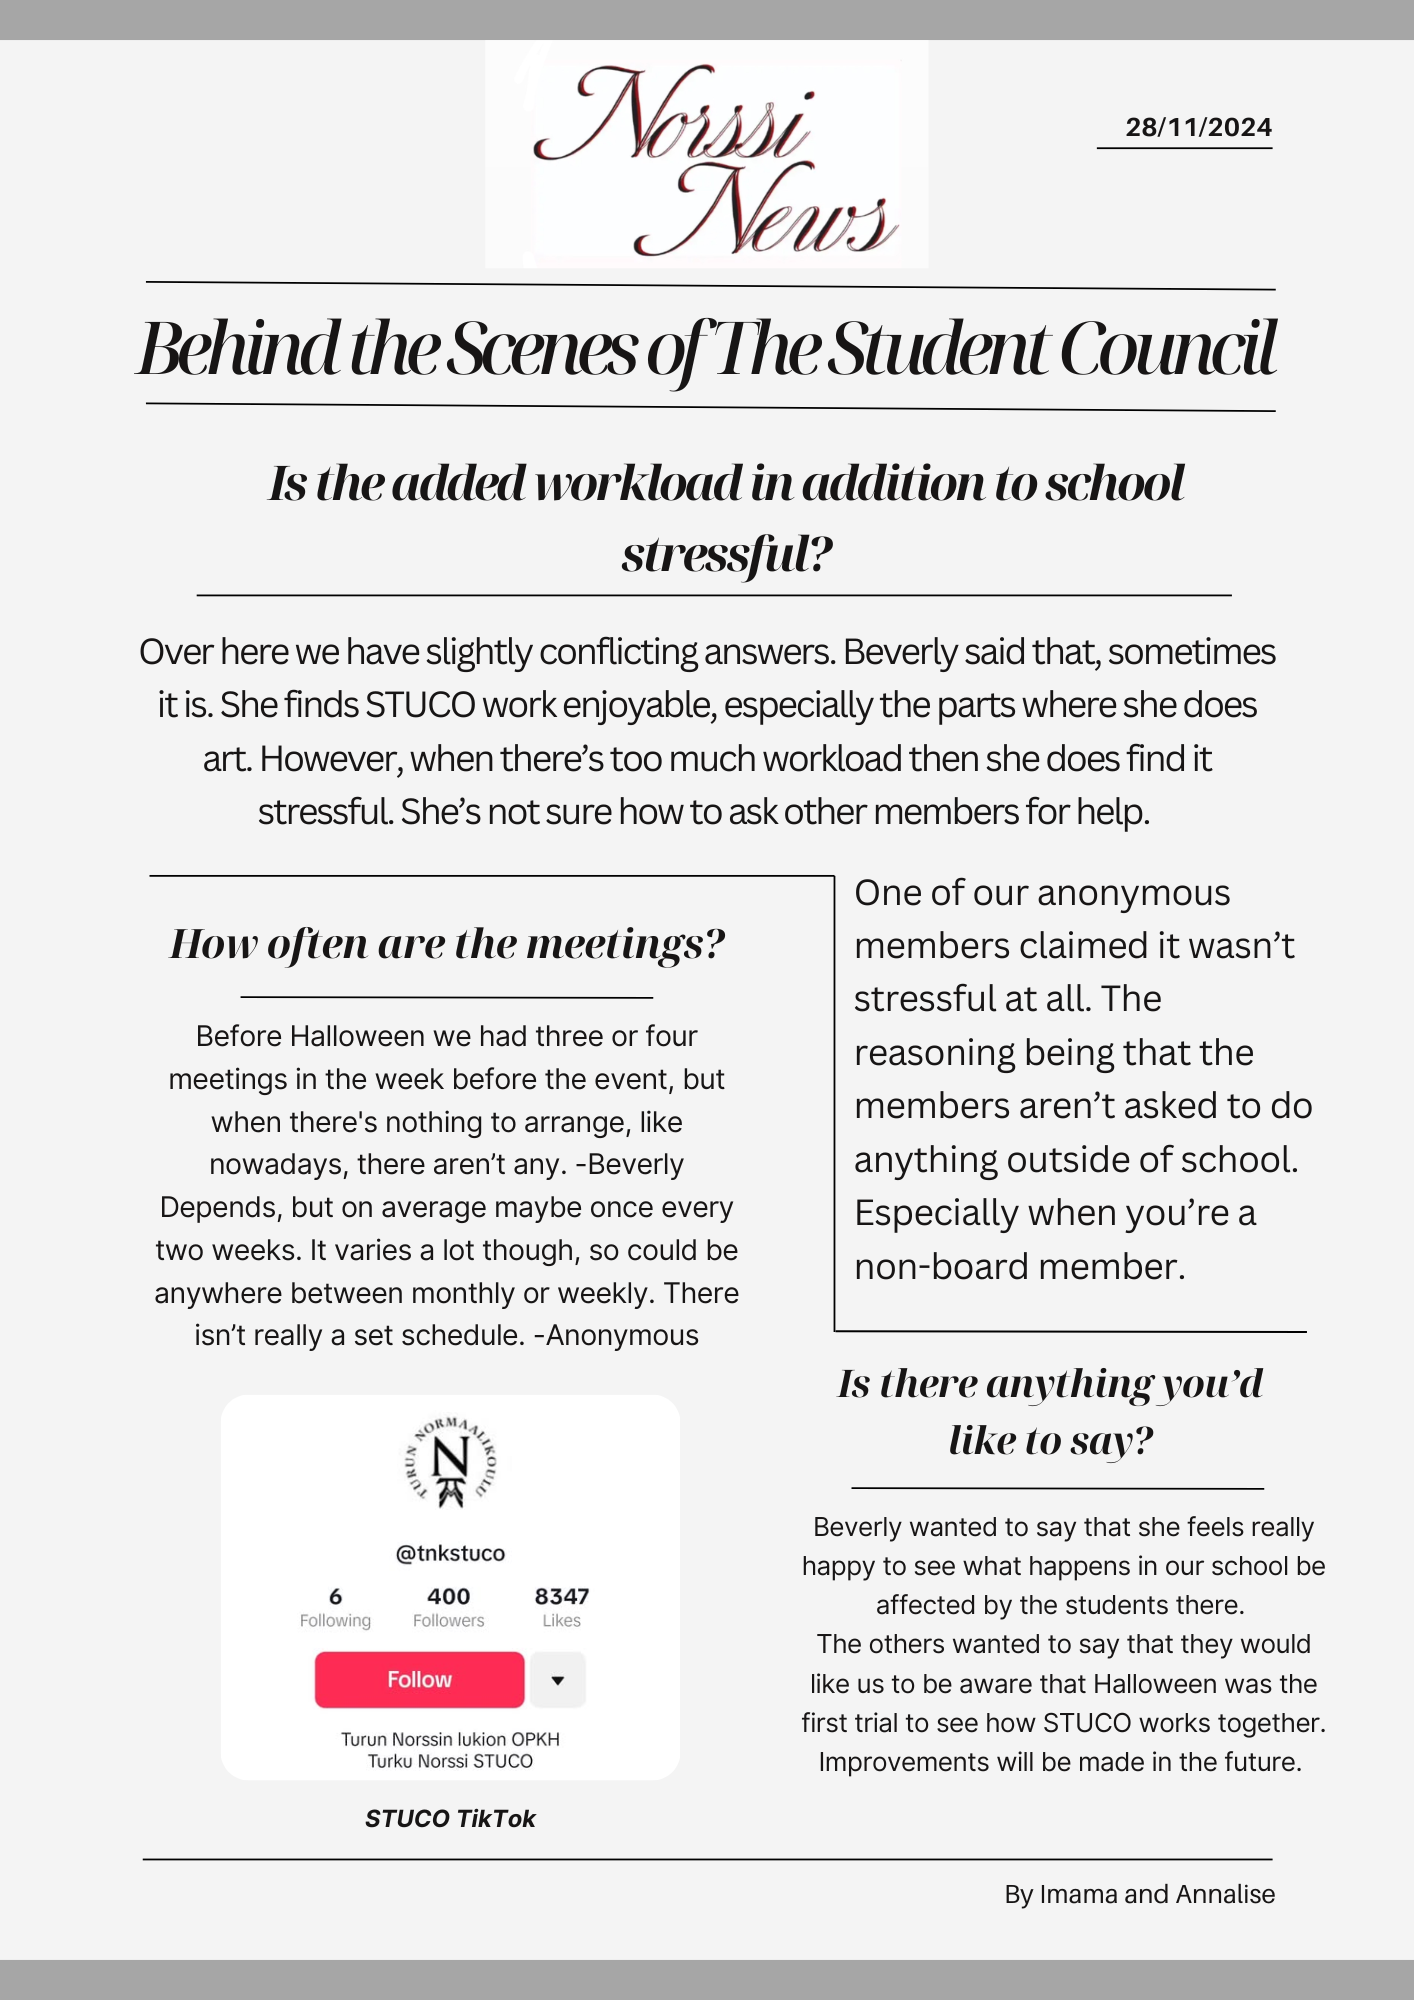 Norssi
News
28/11/2024
Behind the Scenes of The Student Council
Is the added workload in addition to school
stressful?
Over here we have slightly conflicting answers. Beverly said that, sometimes
it is. She finds STUCO work enjoyable, especially the parts where she does
art. However, when there’s too much workload then she does find it
stressful. She’s not sure how to ask other members for help.
One of our anonymous
members claimed it wasn’t
stressful at all. The
reasoning being that the
members aren’t asked to do
anything outside of school.
Especially when you’re a
non-board member.
How often are the meetings?
Before Halloween we had three or four
meetings in the week before the event, but
when there's nothing to arrange, like
nowadays, there aren’t any. -Beverly
Depends, but on average maybe once every
two weeks. It varies a lot though, so could be
anywhere between monthly or weekly. There
isn’t really a set schedule. -Anonymous
TURUN NORMAALIKOULU
N
@tnkstuco
6 400 8347
Following Followers Likes
Follow
Turun Norssin lukion OPKH
Turku Norssi STUCO
STUCO TikTok
Is there anything you’d
like to say?
Beverly wanted to say that she feels really
happy to see what happens in our school be
affected by the students there.
The others wanted to say that they would
like us to be aware that Halloween was the
first trial to see how STUCO works together.
Improvements will be made in the future.
By Imama and Annalise